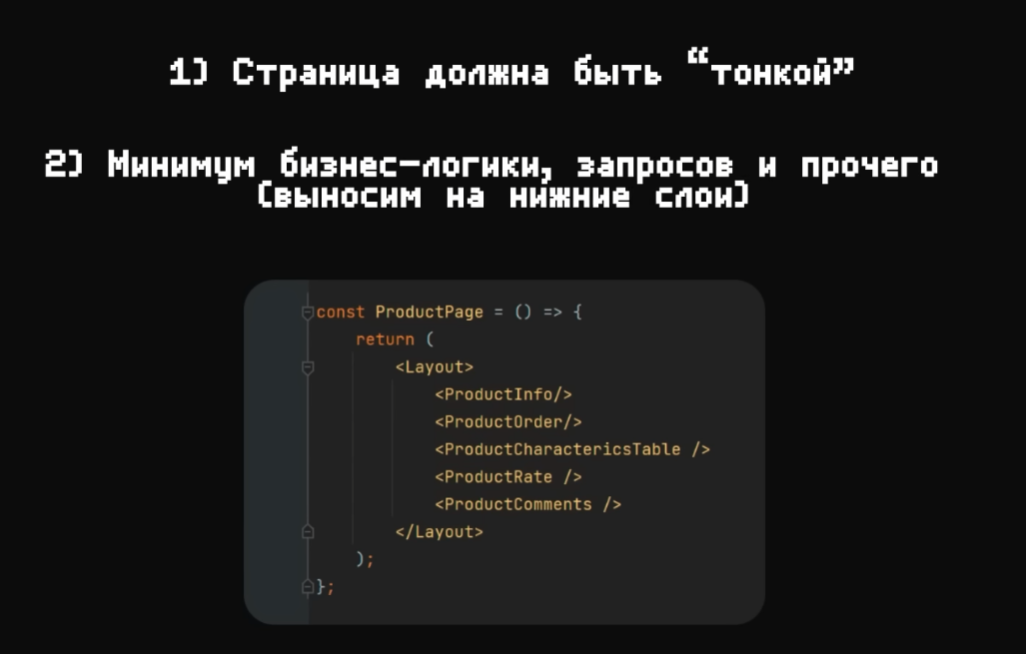 1) Страница должна быть “тонкой”
2) Минимум бизнес-логики, запросов и прочего
(выносим на нижние слои)
const ProductPage = () => {
return (
<Layout>
<ProductInfo/>
<ProductOrder/>
<ProductCharactericsTable />
<ProductRate />
<ProductComments />
</Layout>
);
};